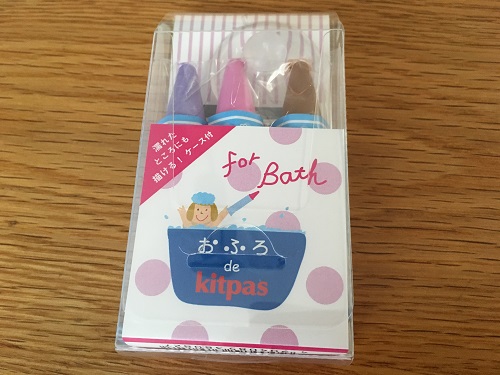 濡れた
ところにも
描ける！ケース付
for Bath
お・ふ・ろ
de
kitpas